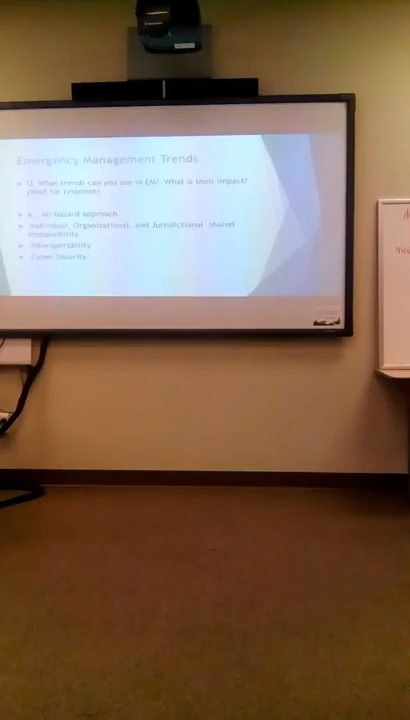 Emergency Management Trends
Q. What trends can you see in EM? What is their impact?
(Wait for response)
A. All hazard approach
Individual, Organizational, and Jurisdictional shared
responsibility
Interoperability
Cyber Security